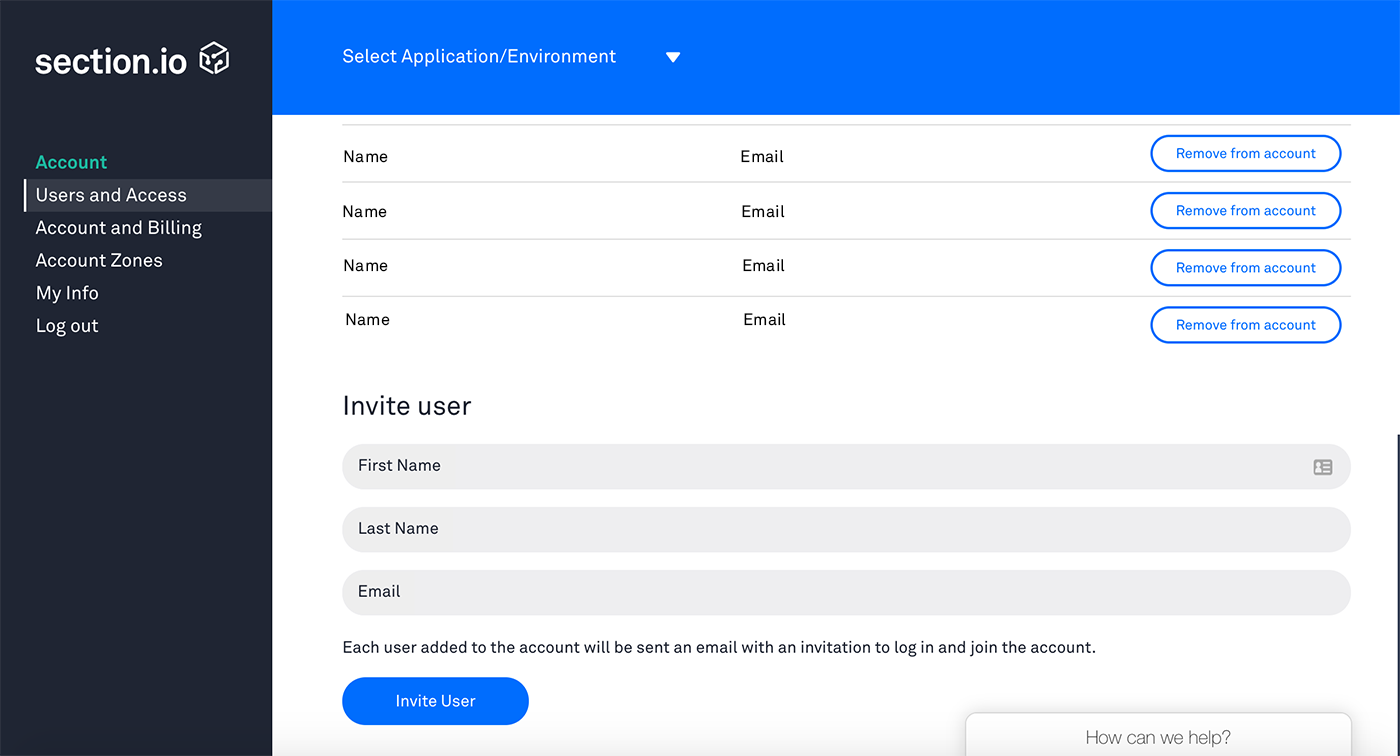 section.io
Select Application/Environment
Account
Users and Access
Account and Billing
Account Zones
My Info
Log out
Name Email Remove from account
Name Email Remove from account
Name Email Remove from account
Name Email Remove from account
Invite user
First Name
Last Name
Email
Each user added to the account will be sent an email with an invitation to log in and join the account.
Invite User
How can we help?